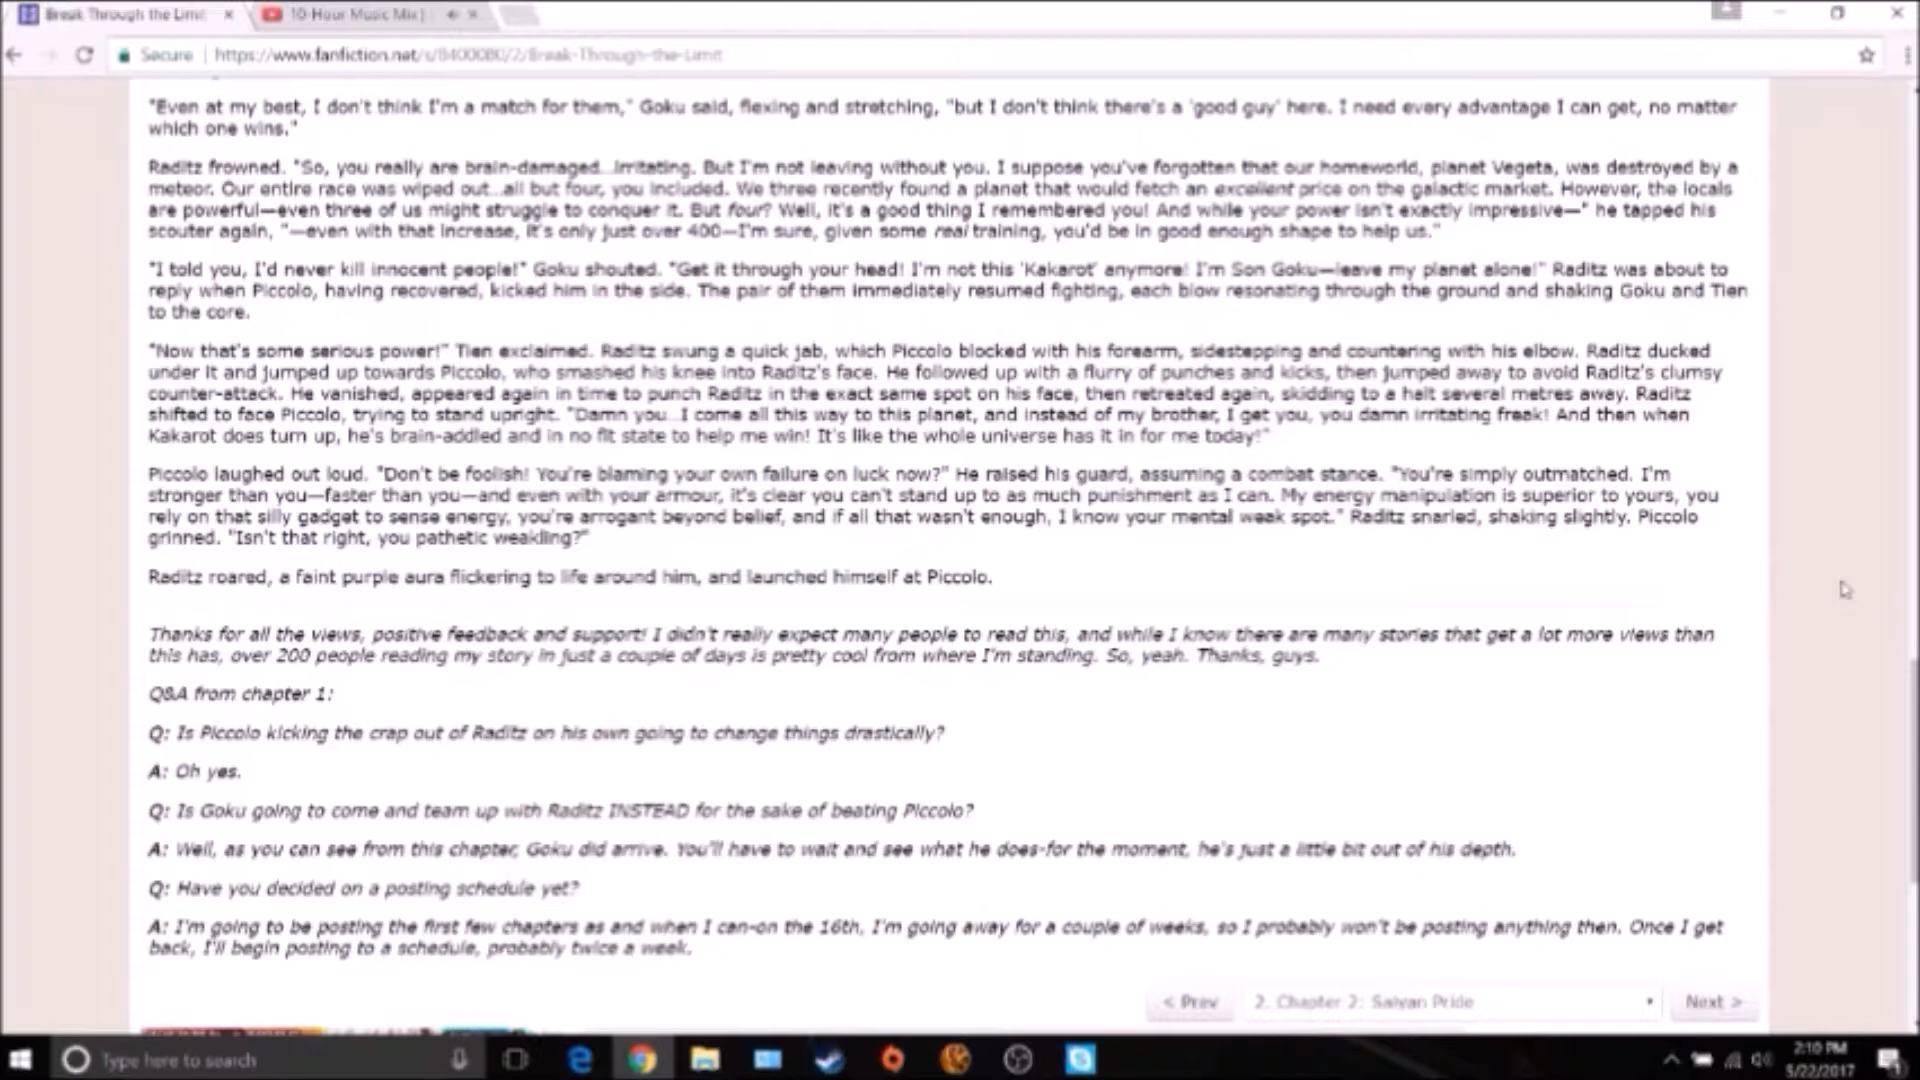 Break Through the Limit
10-Hour Music Mix
Secure https://www.fanfiction.net/s/8400080/2/Break-Through-the-Limit
"Even at my best, I don't think I'm a match for them," Goku said, flexing and stretching, "but I don't think there's a 'good guy' here. I need every advantage I can get, no matter
which one wins."
Raditz frowned. "So, you really are brain-damaged...irritating. But I'm not leaving without you. I suppose you've forgotten that our homeworld, planet Vegeta, was destroyed by a
meteor. Our entire race was wiped out...all but four, you included. We three recently found a planet that would fetch an excellent price on the galactic market. However, the locals
are powerful—even three of us might struggle to conquer it. But four? Well, it's a good thing I remembered you! And while your power isn't exactly impressive—" he tapped his
scouter again, "—even with that increase, it's only just over 400—I'm sure, given some real training, you'd be in good enough shape to help us."
"I told you, I'd never kill innocent people!" Goku shouted. "Get it through your head! I'm not this 'Kakarot' anymore! I'm Son Goku—leave my planet alone!" Raditz was about to
reply when Piccolo, having recovered, kicked him in the side. The pair of them immediately resumed fighting, each blow resonating through the ground and shaking Goku and Tien
to the core.
"Now that's some serious power!" Tien exclaimed. Raditz swung a quick jab, which Piccolo blocked with his forearm, sidestepping and countering with his elbow. Raditz ducked
under it and jumped up towards Piccolo, who smashed his knee into Raditz's face. He followed up with a flurry of punches and kicks, then jumped away to avoid Raditz's clumsy
counter-attack. He vanished, appeared again in time to punch Raditz in the exact same spot on his face, then retreated again, skidding to a halt several metres away. Raditz
shifted to face Piccolo, trying to stand upright. "Damn you...I come all this way to this planet, and instead of my brother, I get you, you damn irritating freak! And then when
Kakarot does turn up, he's brain-addled and in no fit state to help me win! It's like the whole universe has it in for me today!"
Piccolo laughed out loud. "Don't be foolish! You're blaming your own failure on luck now?" He raised his guard, assuming a combat stance. "You're simply outmatched. I'm
stronger than you—faster than you—and even with your armour, it's clear you can't stand up to as much punishment as I can. My energy manipulation is superior to yours, you
rely on that silly gadget to sense energy, you're arrogant beyond belief, and if all that wasn't enough, I know your mental weak spot." Raditz snarled, shaking slightly. Piccolo
grinned. "Isn't that right, you pathetic weakling?"
Raditz roared, a faint purple aura flickering to life around him, and launched himself at Piccolo.
Thanks for all the views, positive feedback and support! I didn't really expect many people to read this, and while I know there are many stories that get a lot more views than
this has, over 200 people reading my story in just a couple of days is pretty cool from where I'm standing. So, yeah. Thanks, guys.
Q&A from chapter 1:
Q: Is Piccolo kicking the crap out of Raditz on his own going to change things drastically?
A: Oh yes.
Q: Is Goku going to come and team up with Raditz INSTEAD for the sake of beating Piccolo?
A: Well, as you can see from this chapter, Goku did arrive. You'll have to wait and see what he does-for the moment, he's just a little bit out of his depth.
Q: Have you decided on a posting schedule yet?
A: I'm going to be posting the first few chapters as and when I can-on the 16th, I'm going away for a couple of weeks, so I probably won't be posting anything then. Once I get
back, I'll begin posting to a schedule, probably twice a week.
< Prev 2. Chapter 2: Saiyan Pride Next >
Type here to search
2:10 PM
5/22/2017